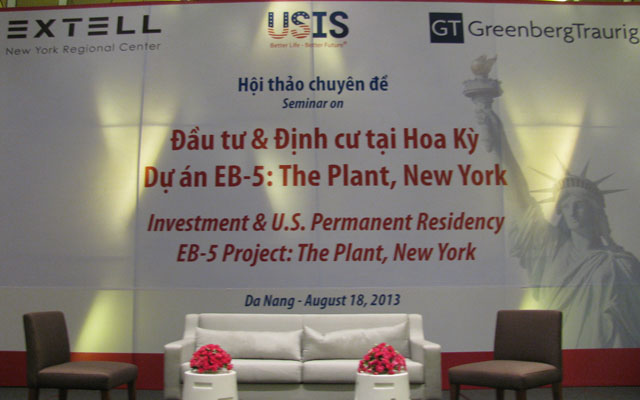 EXTELL
New York Regional Center
USIS
Better Life - Better Future
GT GreenbergTraurig
Hội thảo chuyên đề
Seminar on
Đầu tư & Định cư tại Hoa Kỳ
Dự án EB-5: The Plant, New York
Investment & U.S. Permanent Residency
EB-5 Project: The Plant, New York
Da Nang - August 18, 2013